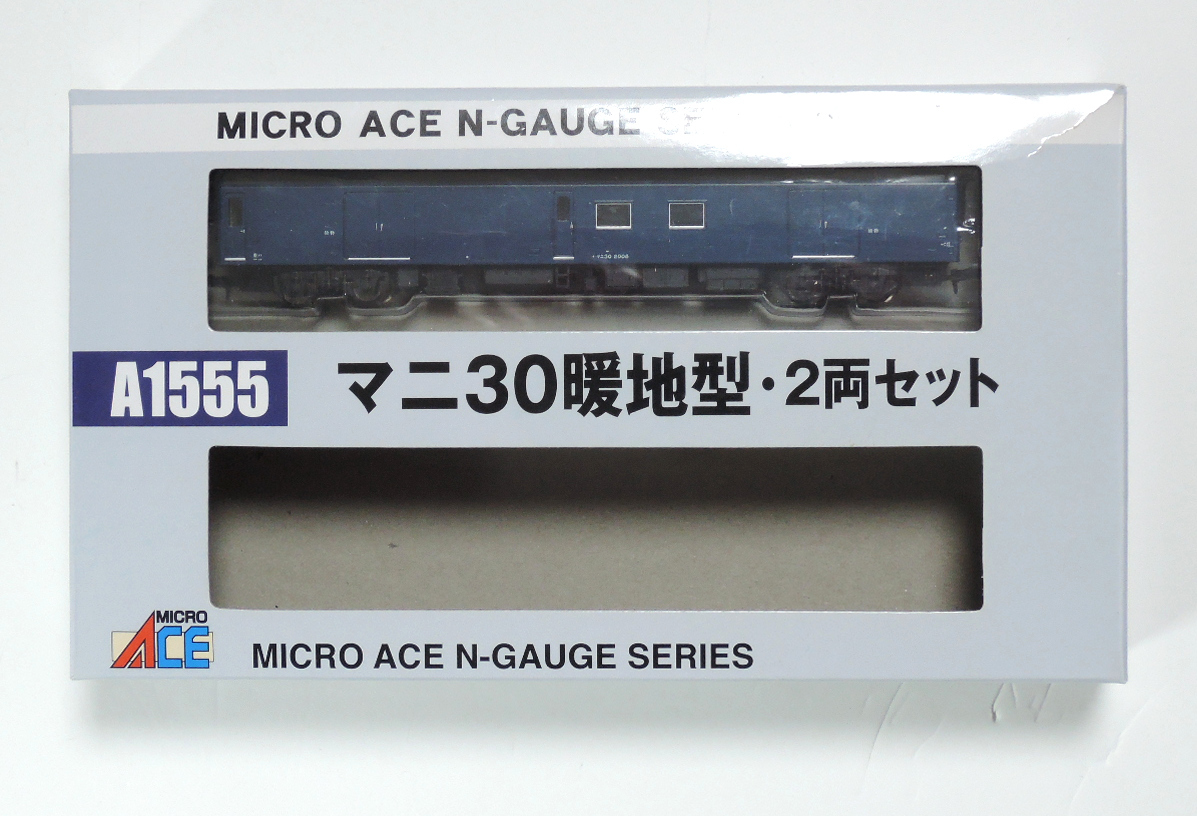 MICRO ACE N-GAUGE SE
A1555
マニ30暖地型・2両セット
MICRO
ACE
MICRO ACE N-GAUGE SERIES